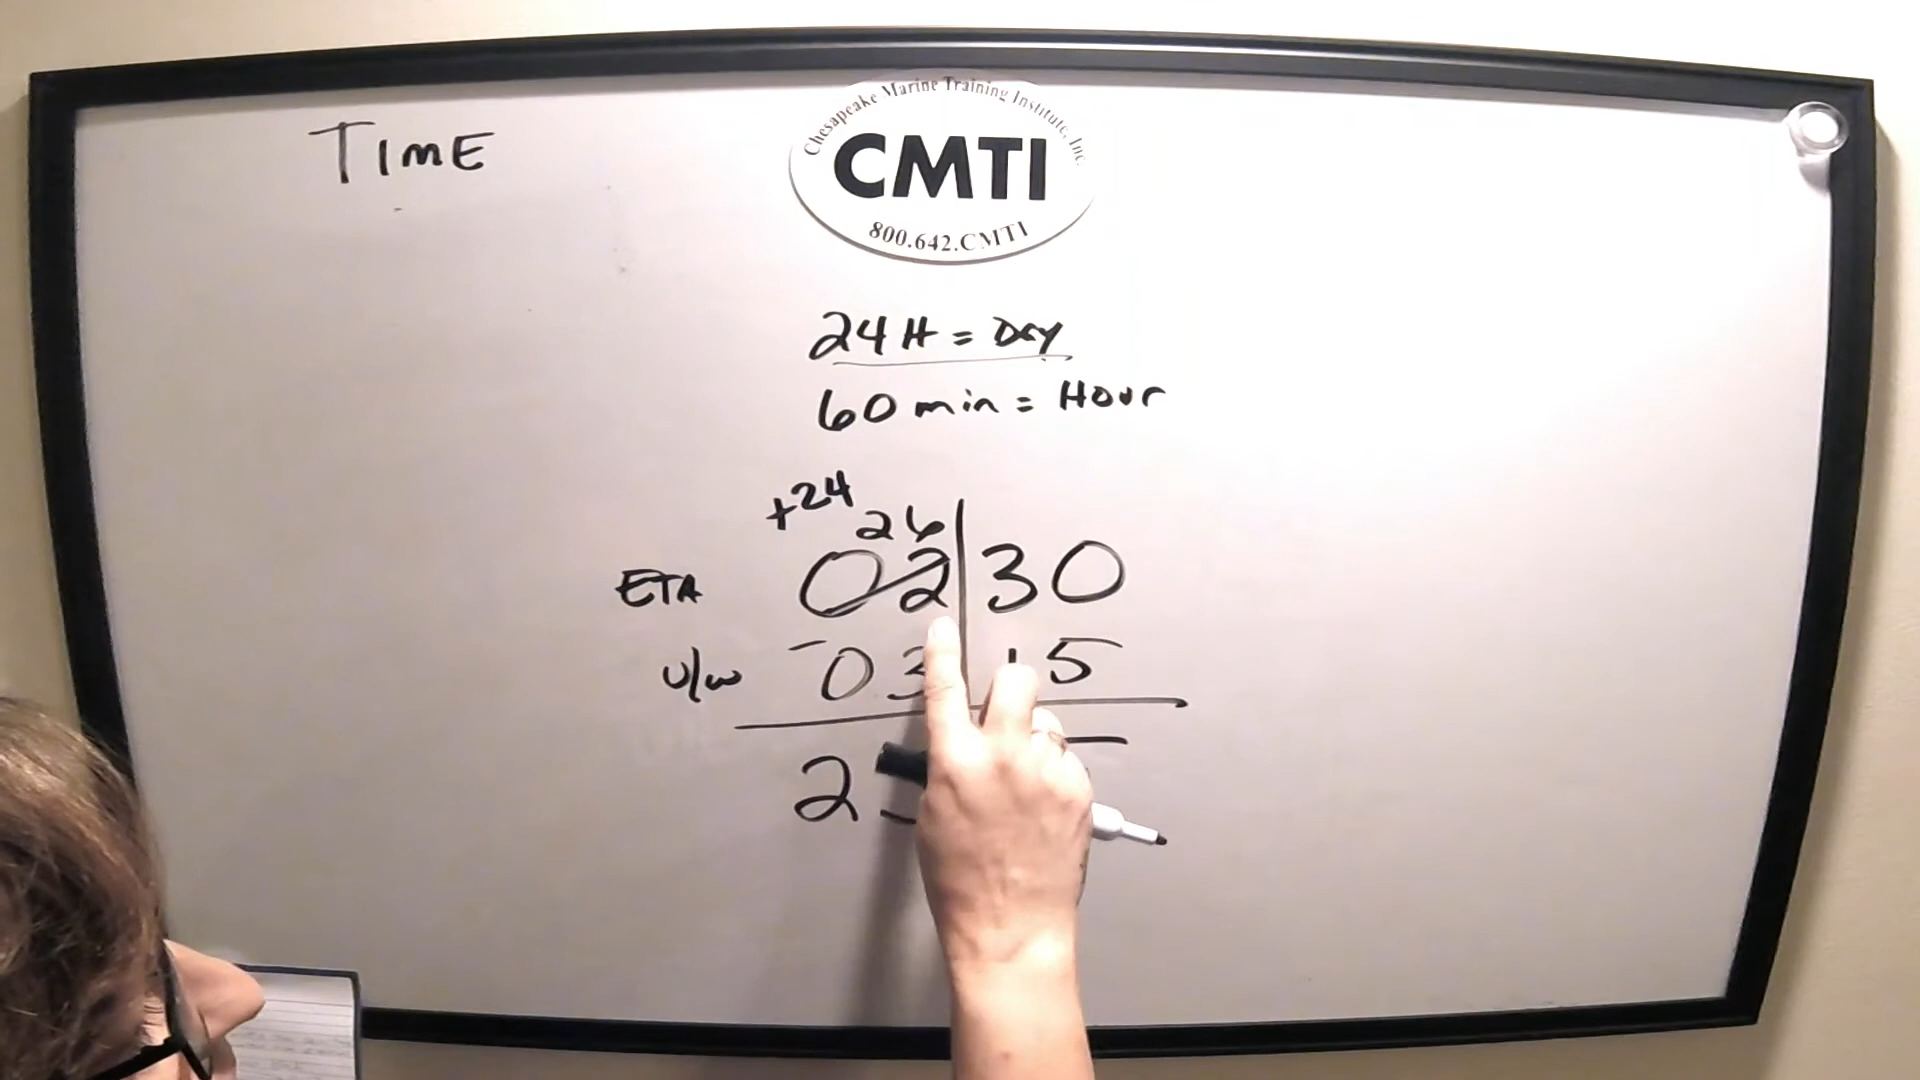 TIME
Chesapeake Marine Training Institute, Inc.
CMTI
800.642.CMTI
24 H = DAY
60 min = Hour
+24
26
ETA 02 30
u/w - 03 15
2